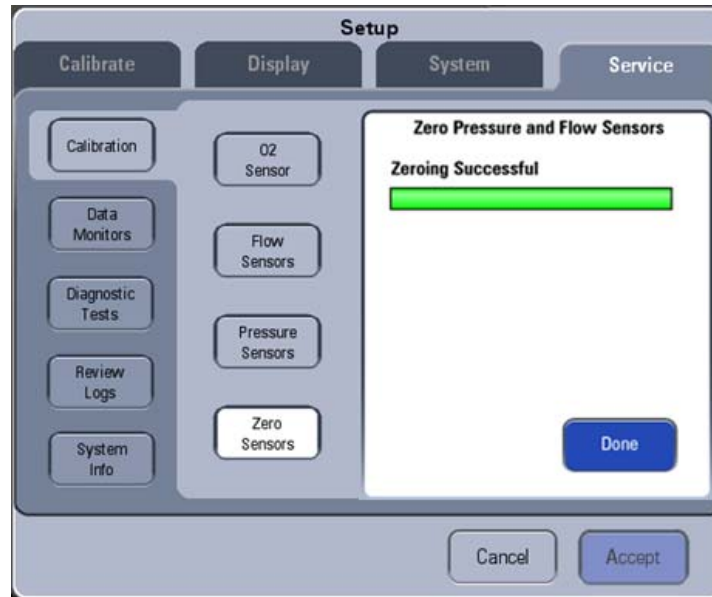 Setup
Calibrate
Display
System
Service
Calibration
Data
Monitors
Diagnostic
Tests
Review
Logs
System
Info
O2
Sensor
Flow
Sensors
Pressure
Sensors
Zero
Sensors
Zero Pressure and Flow Sensors
Zeroing Successful
Done
Cancel
Accept